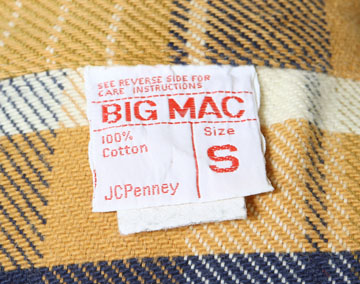 SEE REVERSE SIDE FOR
CARE INSTRUCTIONS
BIG MAC
100%
Cotton
Size
S
JCPenney